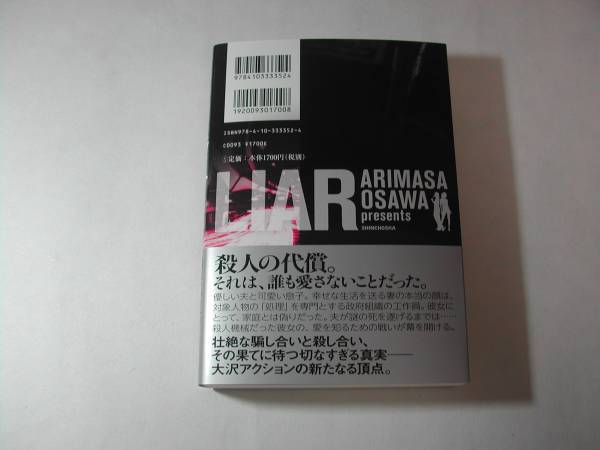 9784103333524
1920093017008
ISBN978-4-10-333352-4
C0093 ¥1700E
定価：本体1700円(税別)
LIAR
ARIMASA
OSAWA
presents
SHINCHOSHA
殺人の代償。
それは、誰も愛さないことだった。
優しい夫と可愛い息子。幸せな生活を送る妻の本当の顔は、
対象人物の「処理」を専門とする政府組織の工作員。彼女に
とって、家庭とは偽りだった。夫が謎の死を遂げるまでは……
殺人機械だった彼女の、愛を知るための戦いが幕を開ける。
壮絶な騙し合いと殺し合い、
その果てに待つ切なすぎる真実――
大沢アクションの新たなる頂点。